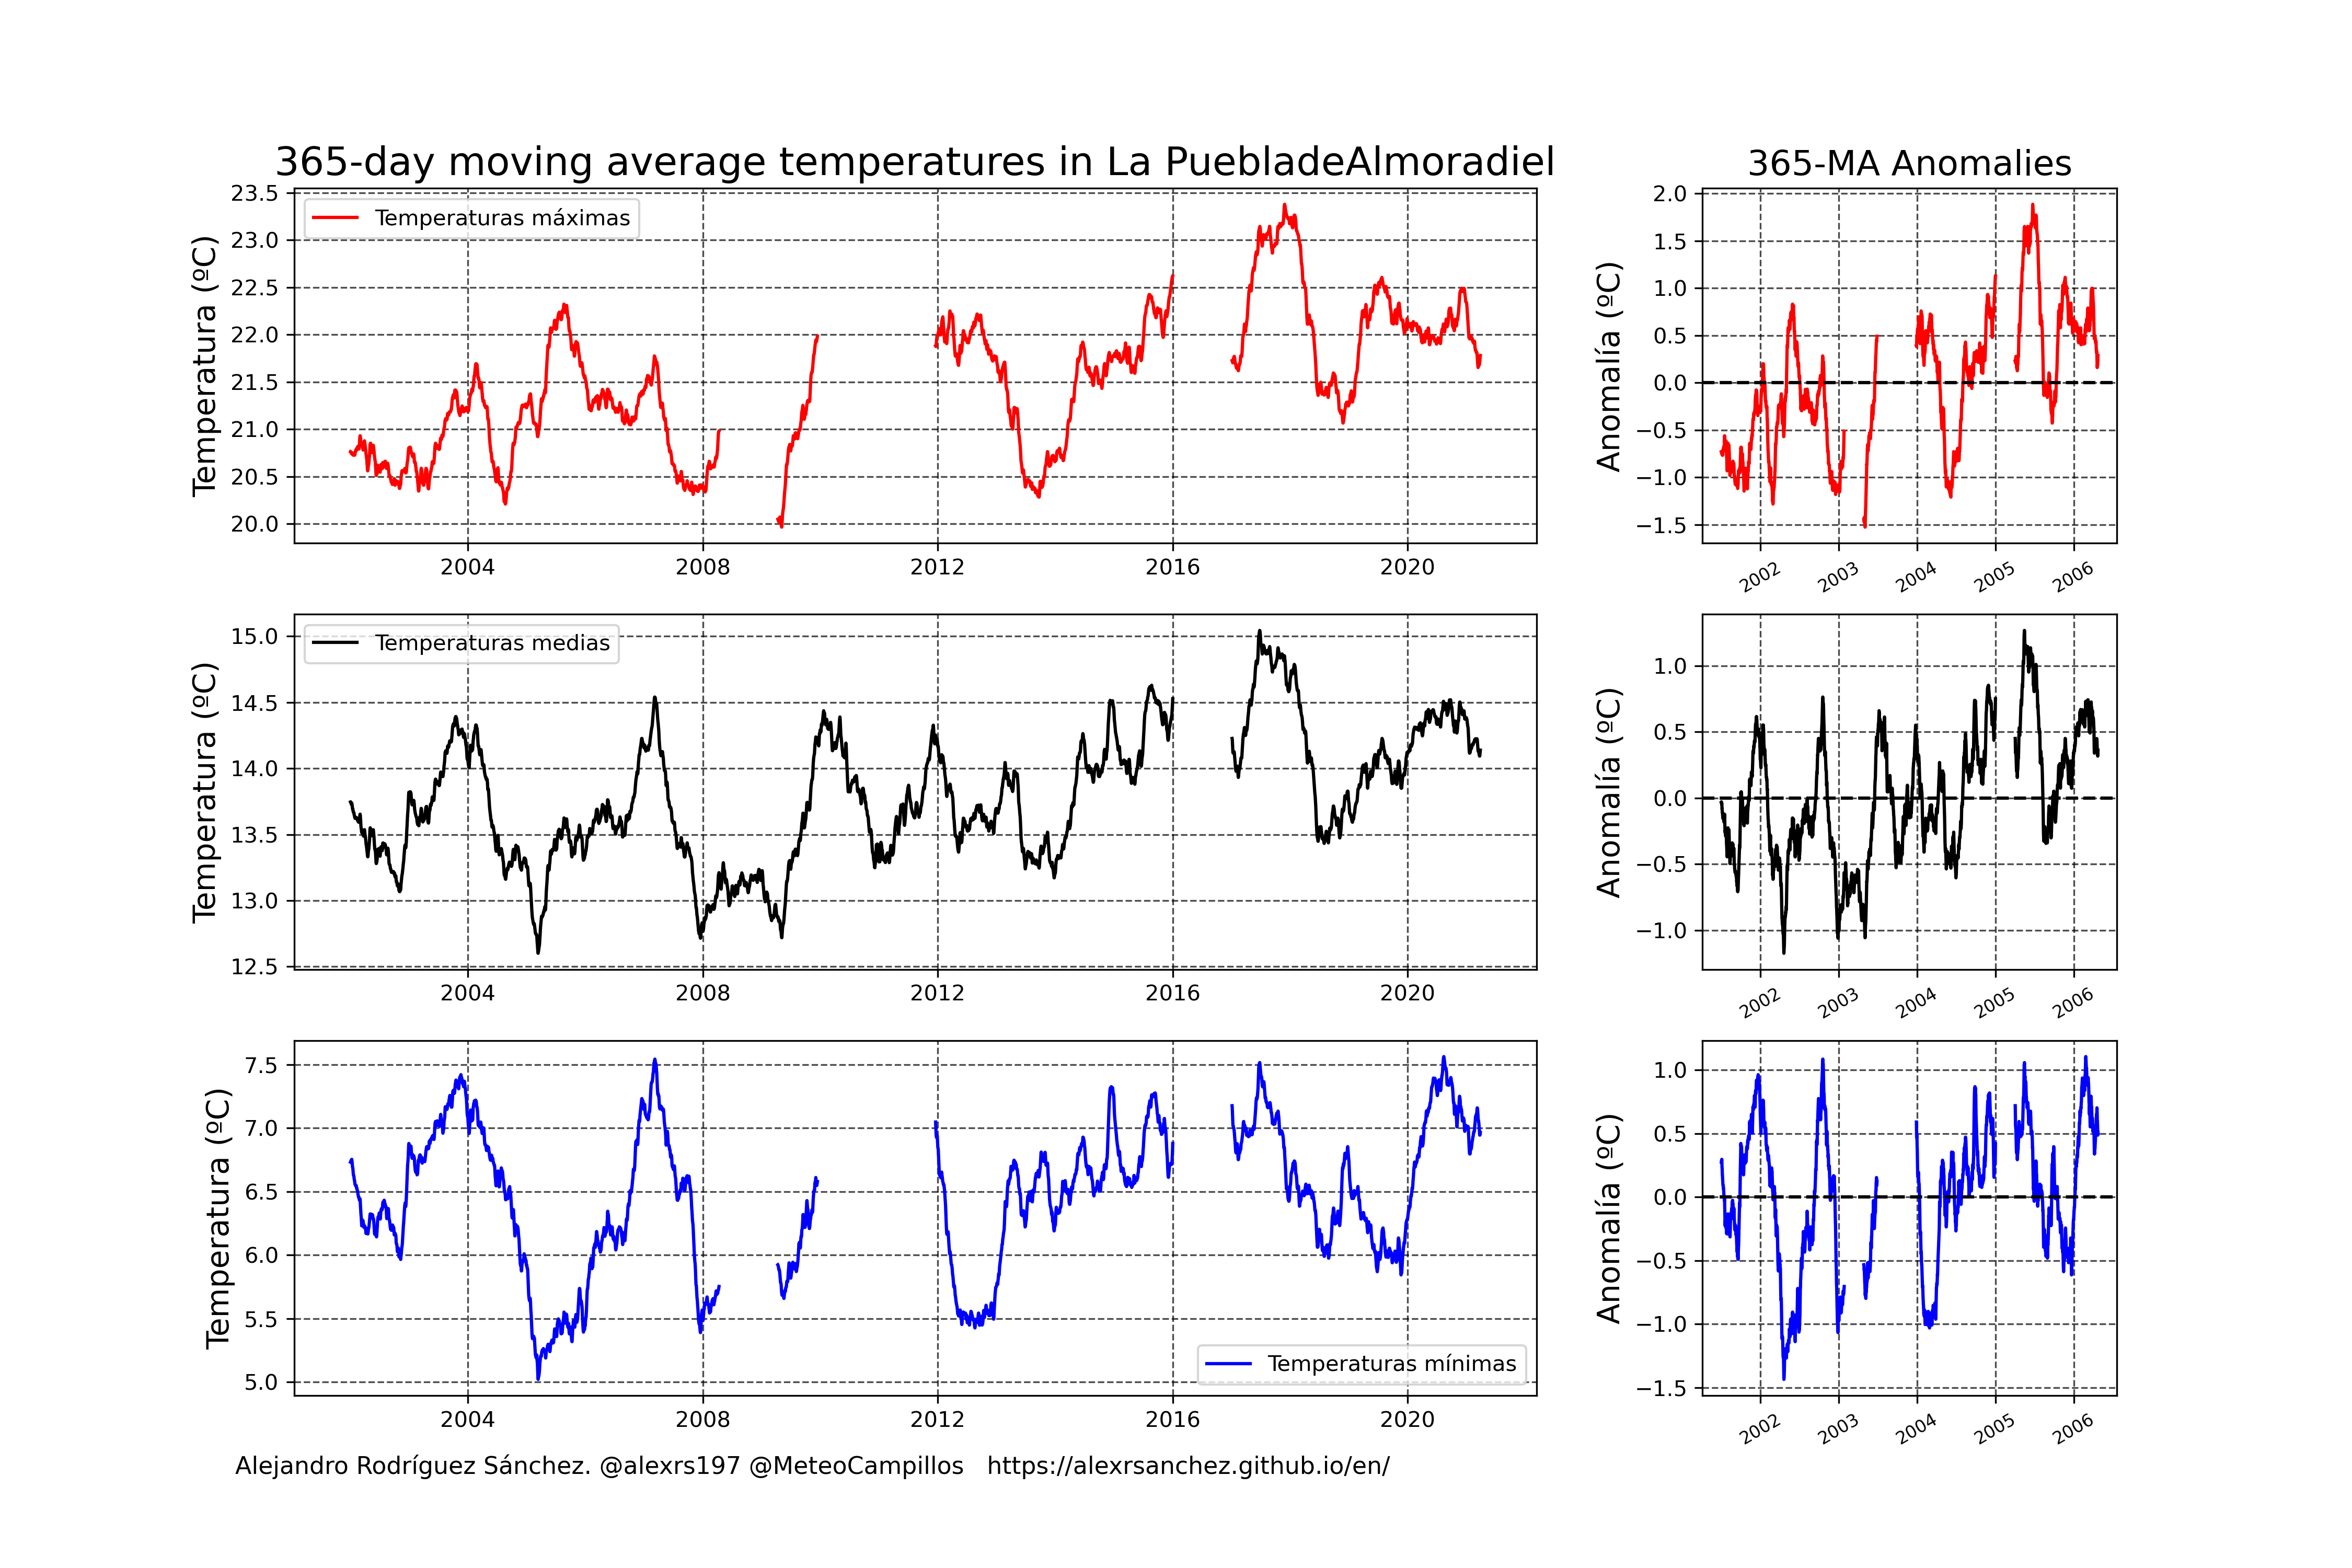 365-day moving average temperatures in La PuebladeAlmoradiel
365-MA Anomalies
Temperatura (ºC)
23.5
23.0
22.5
22.0
21.5
21.0
20.5
20.0
Temperaturas máximas
2004 2008 2012 2016 2020
Anomalía (ºC)
2.0
1.5
1.0
0.5
0.0
−0.5
−1.0
−1.5
2002 2003 2004 2005 2006
Temperatura (ºC)
15.0
14.5
14.0
13.5
13.0
12.5
Temperaturas medias
2004 2008 2012 2016 2020
Anomalía (ºC)
1.0
0.5
0.0
−0.5
−1.0
2002 2003 2004 2005 2006
Temperatura (ºC)
7.5
7.0
6.5
6.0
5.5
5.0
Temperaturas mínimas
2004 2008 2012 2016 2020
Anomalía (ºC)
1.0
0.5
0.0
−0.5
−1.0
−1.5
2002 2003 2004 2005 2006
Alejandro Rodríguez Sánchez. @alexrs197 @MeteoCampillos https://alexrsanchez.github.io/en/